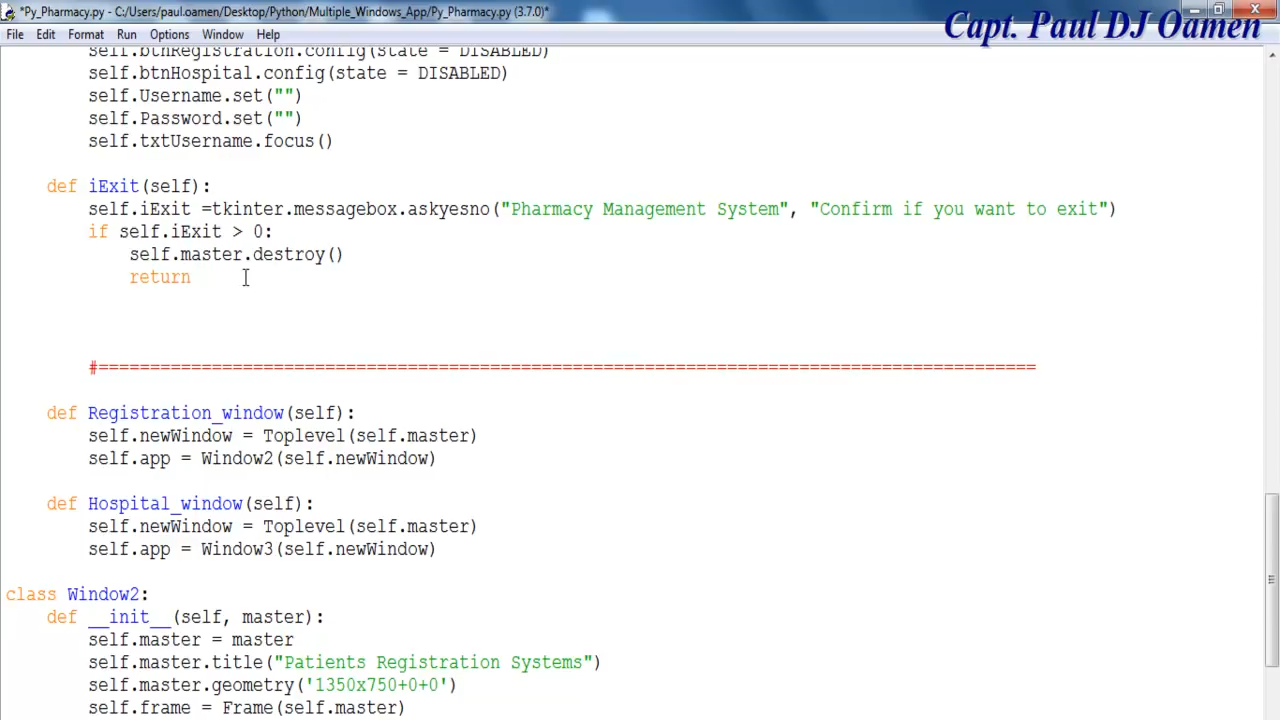 *Py_Pharmacy.py - C:/Users/paul.oamen/Desktop/Python/Multiple_Windows_App/Py_Pharmacy.py (3.7.0)*
Capt. Paul DJ Oamen
File Edit Format Run Options Window Help
self.btnRegistration.config(state = DISABLED)
self.btnHospital.config(state = DISABLED)
self.Username.set("")
self.Password.set("")
self.txtUsername.focus()
def iExit(self):
self.iExit =tkinter.messagebox.askyesno("Pharmacy Management System", "Confirm if you want to exit")
if self.iExit > 0:
self.master.destroy()
return
#===========================================================================================
def Registration_window(self):
self.newWindow = Toplevel(self.master)
self.app = Window2(self.newWindow)
def Hospital_window(self):
self.newWindow = Toplevel(self.master)
self.app = Window3(self.newWindow)
class Window2:
def __init__(self, master):
self.master = master
self.master.title("Patients Registration Systems")
self.master.geometry('1350x750+0+0')
self.frame = Frame(self.master)